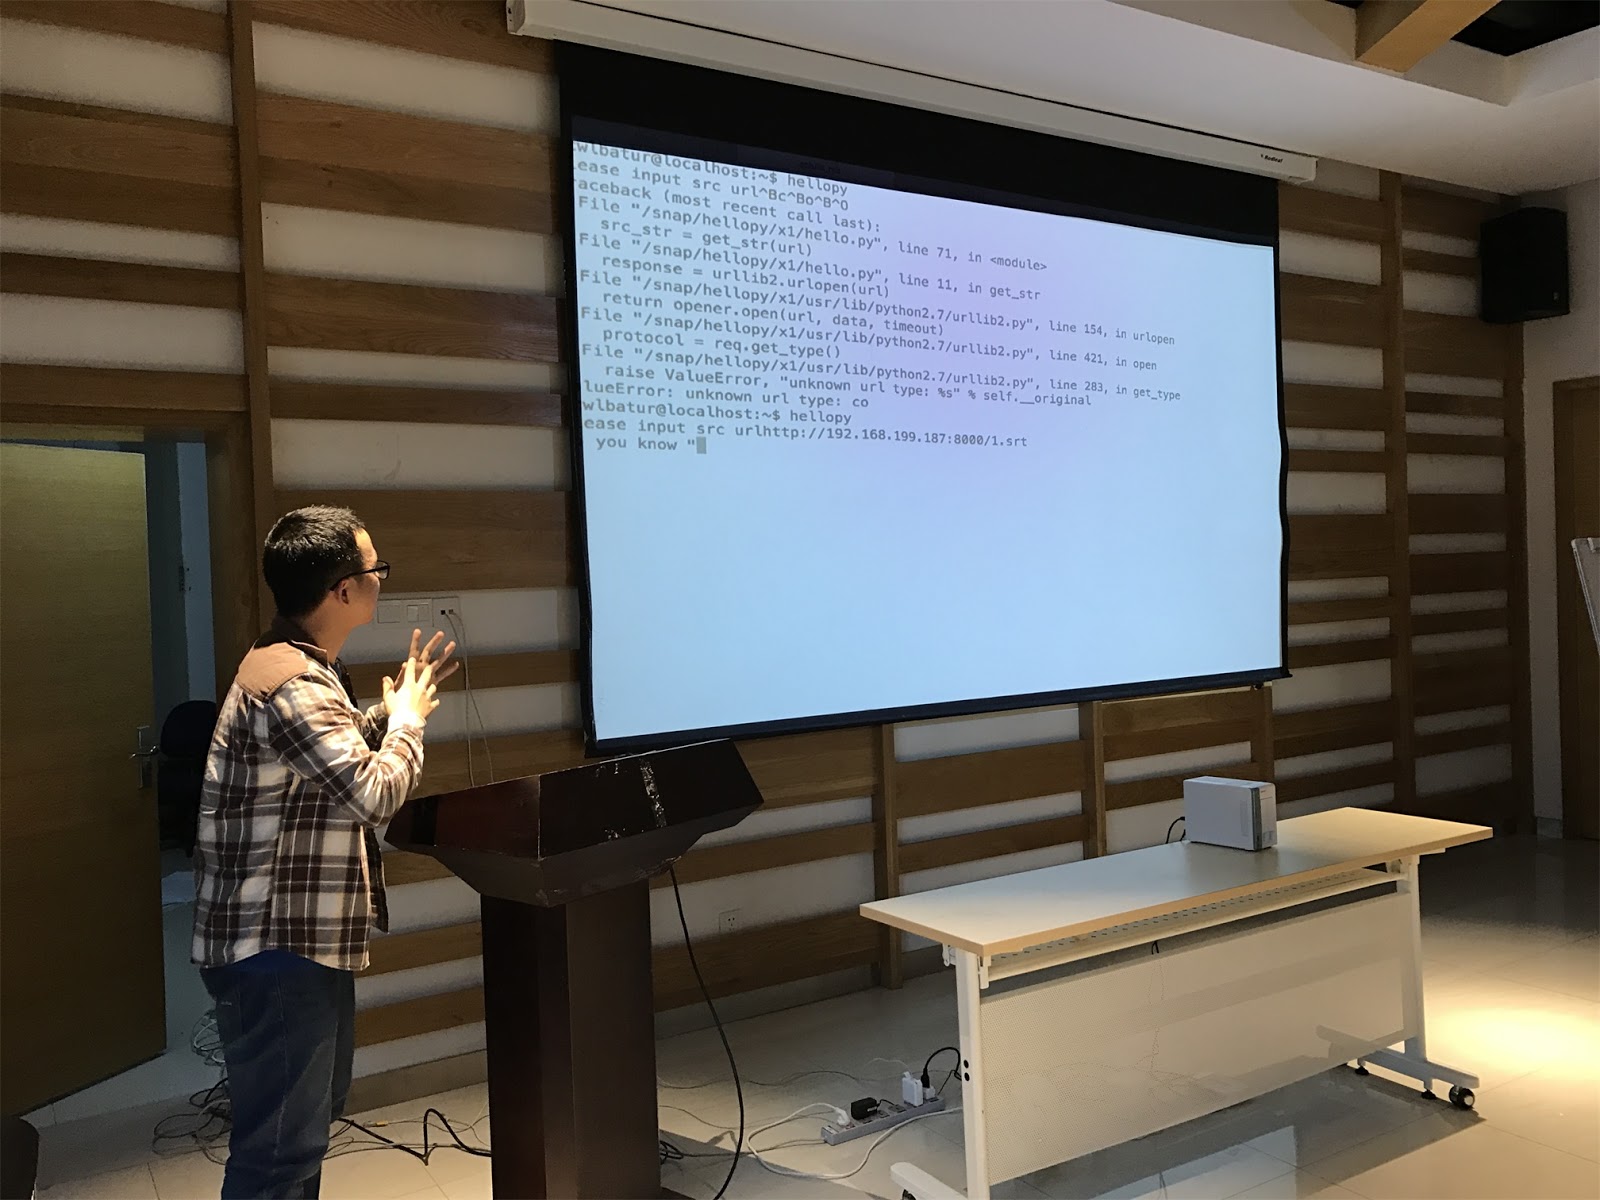 wlbatur@localhost:~$ hellopy
ease input src url^Bc^Bo^B^O
aceback (most recent call last):
File "/snap/hellopy/x1/hello.py", line 71, in <module>
src_str = get_str(url)
File "/snap/hellopy/x1/hello.py", line 11, in get_str
response = urllib2.urlopen(url)
File "/snap/hellopy/x1/usr/lib/python2.7/urllib2.py", line 154, in urlopen
return opener.open(url, data, timeout)
File "/snap/hellopy/x1/usr/lib/python2.7/urllib2.py", line 421, in open
protocol = req.get_type()
File "/snap/hellopy/x1/usr/lib/python2.7/urllib2.py", line 283, in get_type
raise ValueError, "unknown url type: %s" % self.__original
lueError: unknown url type: co
wlbatur@localhost:~$ hellopy
ease input src urlhttp://192.168.199.187:8000/1.srt
you know "